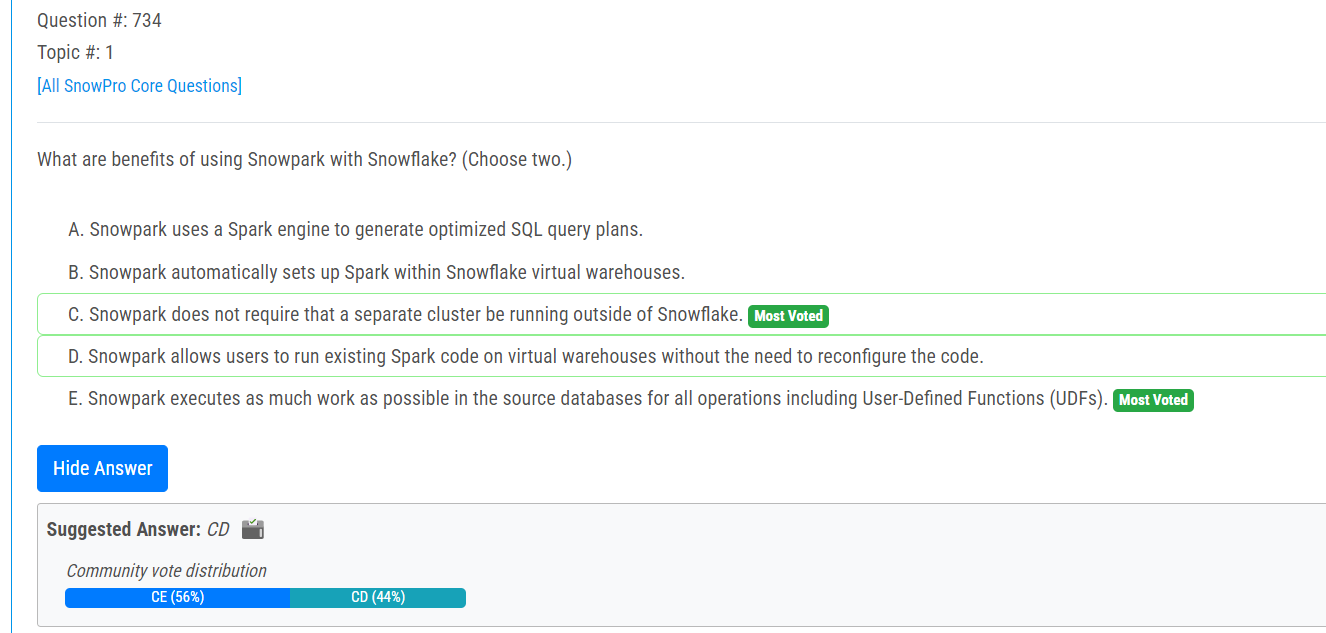 Question #: 734
Topic #: 1
[All SnowPro Core Questions]
What are benefits of using Snowpark with Snowflake? (Choose two.)
A. Snowpark uses a Spark engine to generate optimized SQL query plans.
B. Snowpark automatically sets up Spark within Snowflake virtual warehouses.
C. Snowpark does not require that a separate cluster be running outside of Snowflake. Most Voted
D. Snowpark allows users to run existing Spark code on virtual warehouses without the need to reconfigure the code.
E. Snowpark executes as much work as possible in the source databases for all operations including User-Defined Functions (UDFs). Most Voted
Hide Answer
Suggested Answer: CD
Community vote distribution
CE (56%) CD (44%)